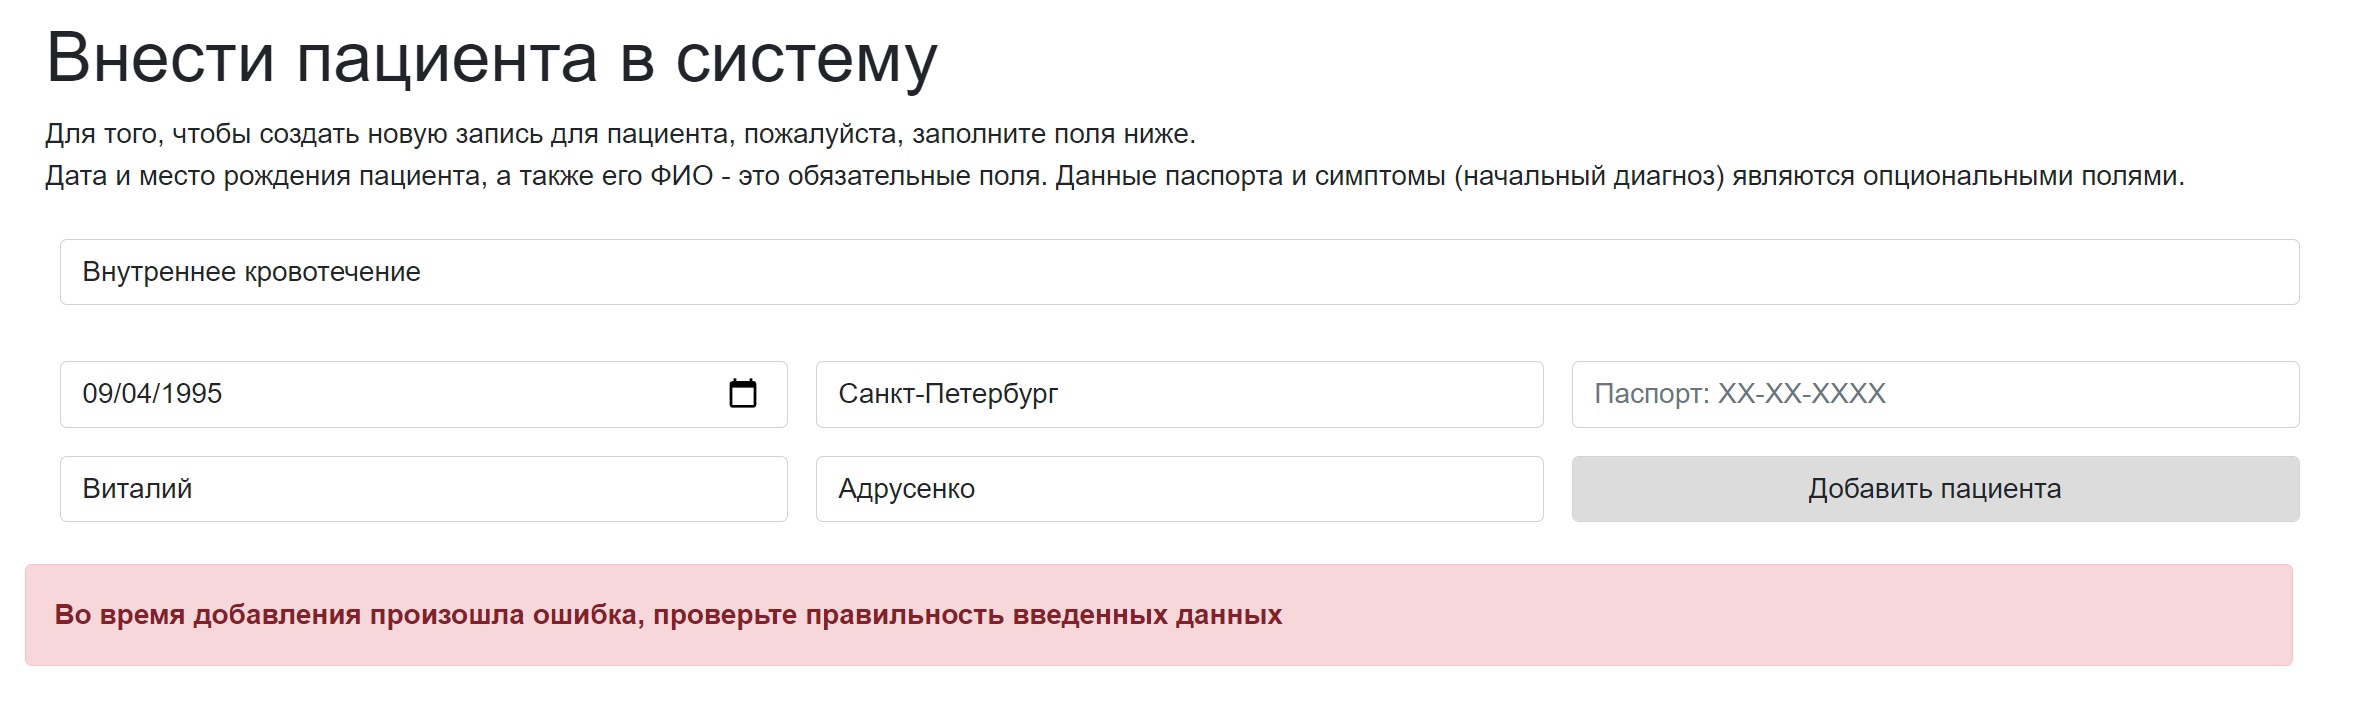 Внести пациента в систему
Для того, чтобы создать новую запись для пациента, пожалуйста, заполните поля ниже.
Дата и место рождения пациента, а также его ФИО - это обязательные поля. Данные паспорта и симптомы (начальный диагноз) являются опциональными полями.
Внутреннее кровотечение
09/04/1995
Санкт-Петербург
Паспорт: XX-XX-XXXX
Виталий
Адрусенко
Добавить пациента
Во время добавления произошла ошибка, проверьте правильность введенных данных